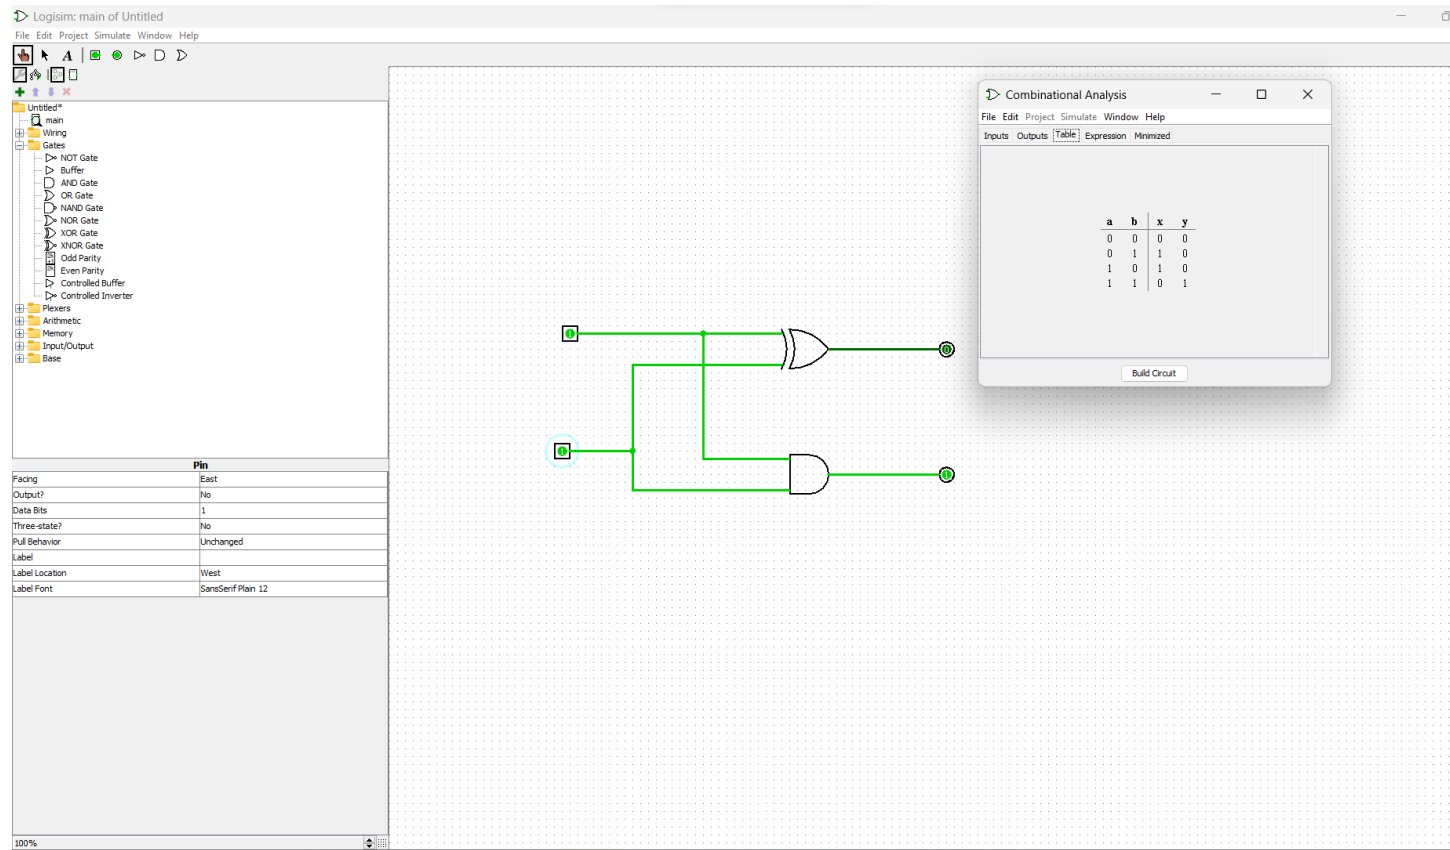 Logisim: main of Untitled
File Edit Project Simulate Window Help
A
Untitled*
main
Wiring
Gates
NOT Gate
Buffer
AND Gate
OR Gate
NAND Gate
NOR Gate
XOR Gate
XNOR Gate
Odd Parity
Even Parity
Controlled Buffer
Controlled Inverter
Plexers
Arithmetic
Memory
Input/Output
Base
Pin
Facing East
Output? No
Data Bits 1
Three-state? No
Pull Behavior Unchanged
Label
Label Location West
Label Font SansSerif Plain 12
100%
1
0
1
1
Combinational Analysis
File Edit Project Simulate Window Help
Inputs Outputs Table Expression Minimized
a b x y
0 0 0 0
0 1 1 0
1 0 1 0
1 1 0 1
Build Circuit